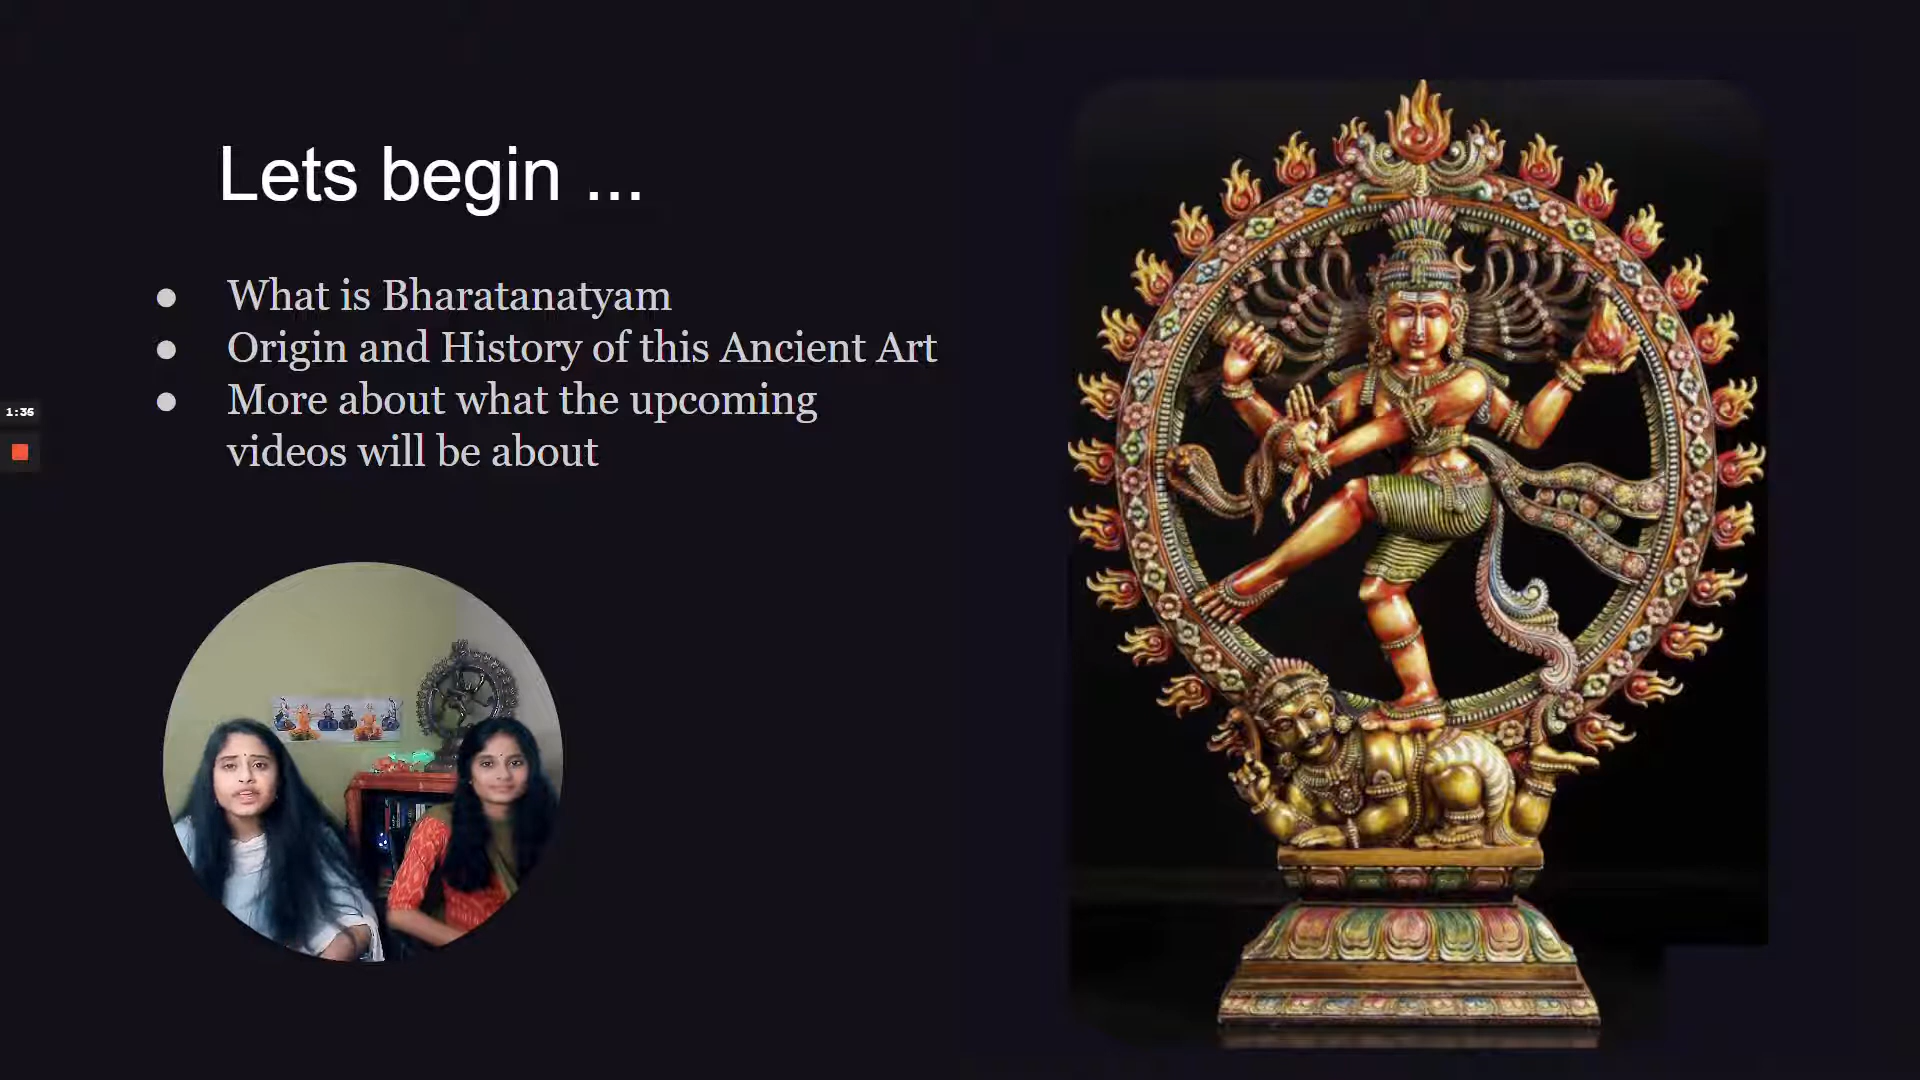 Lets begin ...
● What is Bharatanatyam
● Origin and History of this Ancient Art
● More about what the upcoming
videos will be about
1:36